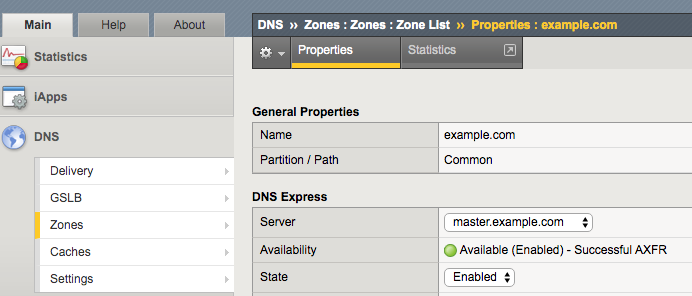 Main Help About
DNS ›› Zones : Zones : Zone List ›› Properties : example.com
Properties Statistics
Statistics
iApps
DNS
Delivery
GSLB
Zones
Caches
Settings
General Properties
Name example.com
Partition / Path Common
DNS Express
Server master.example.com
Availability Available (Enabled) - Successful AXFR
State Enabled